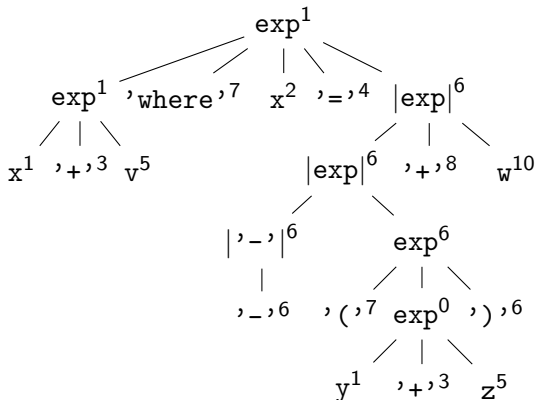 exp¹
exp¹ ’where’⁷ x² ’=’⁴ |exp|⁶
x¹ ’+’³ v⁵ |exp|⁶ ’+’⁸ w¹⁰
|’-’|⁶ exp⁶
’-’⁶ ’(’⁷ exp⁰ ’)’⁶
y¹ ’+’³ z⁵